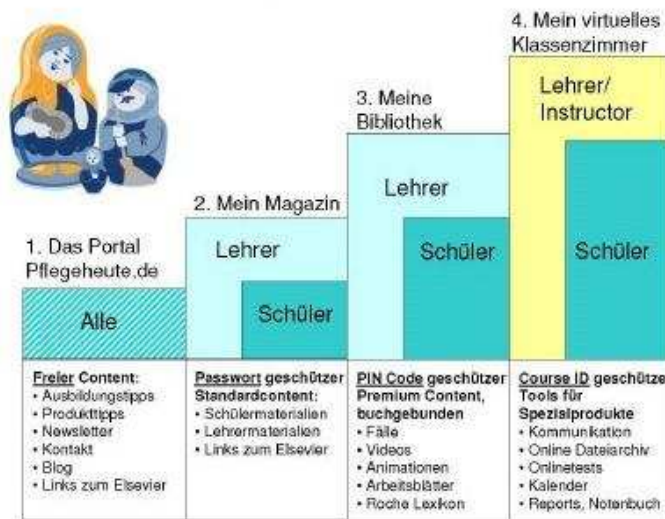 4. Mein virtuelles
Klassenzimmer
Lehrer/
Instructor
Schüler
3. Meine
Bibliothek
Lehrer
Schüler
2. Mein Magazin
Lehrer
Schüler
1. Das Portal
Pflegeheute.de
Alle
Freier Content:
• Ausbildungstipps
• Produkttipps
• Newsletter
• Kontakt
• Blog
• Links zum Elsevier
Passwort geschützer
Standardcontent:
• Schülermaterialien
• Lehrermaterialien
• Links zum Elsevier
PIN Code geschützer
Premium Content,
buchgebunden
• Fälle
• Videos
• Animationen
• Arbeitsblätter
• Roche Lexikon
Course ID geschütze
Tools für
Spezialprodukte
• Kommunikation
• Online Dateiarchiv
• Onlinetests
• Kalender
• Reports, Notenbuch